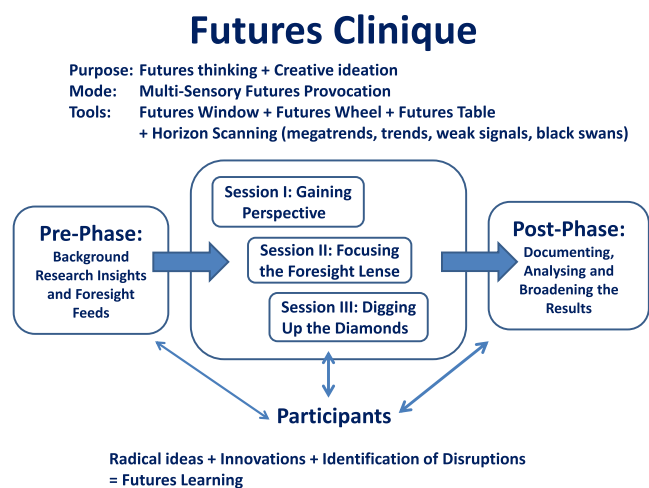 Futures Clinique
Purpose: Futures thinking + Creative ideation
Mode: Multi-Sensory Futures Provocation
Tools: Futures Window + Futures Wheel + Futures Table
+ Horizon Scanning (megatrends, trends, weak signals, black swans)
Pre-Phase:
Background
Research Insights
and Foresight
Feeds
Session I: Gaining
Perspective
Session II: Focusing
the Foresight Lense
Session III: Digging
Up the Diamonds
Post-Phase:
Documenting,
Analysing and
Broadening the
Results
Participants
Radical ideas + Innovations + Identification of Disruptions
= Futures Learning